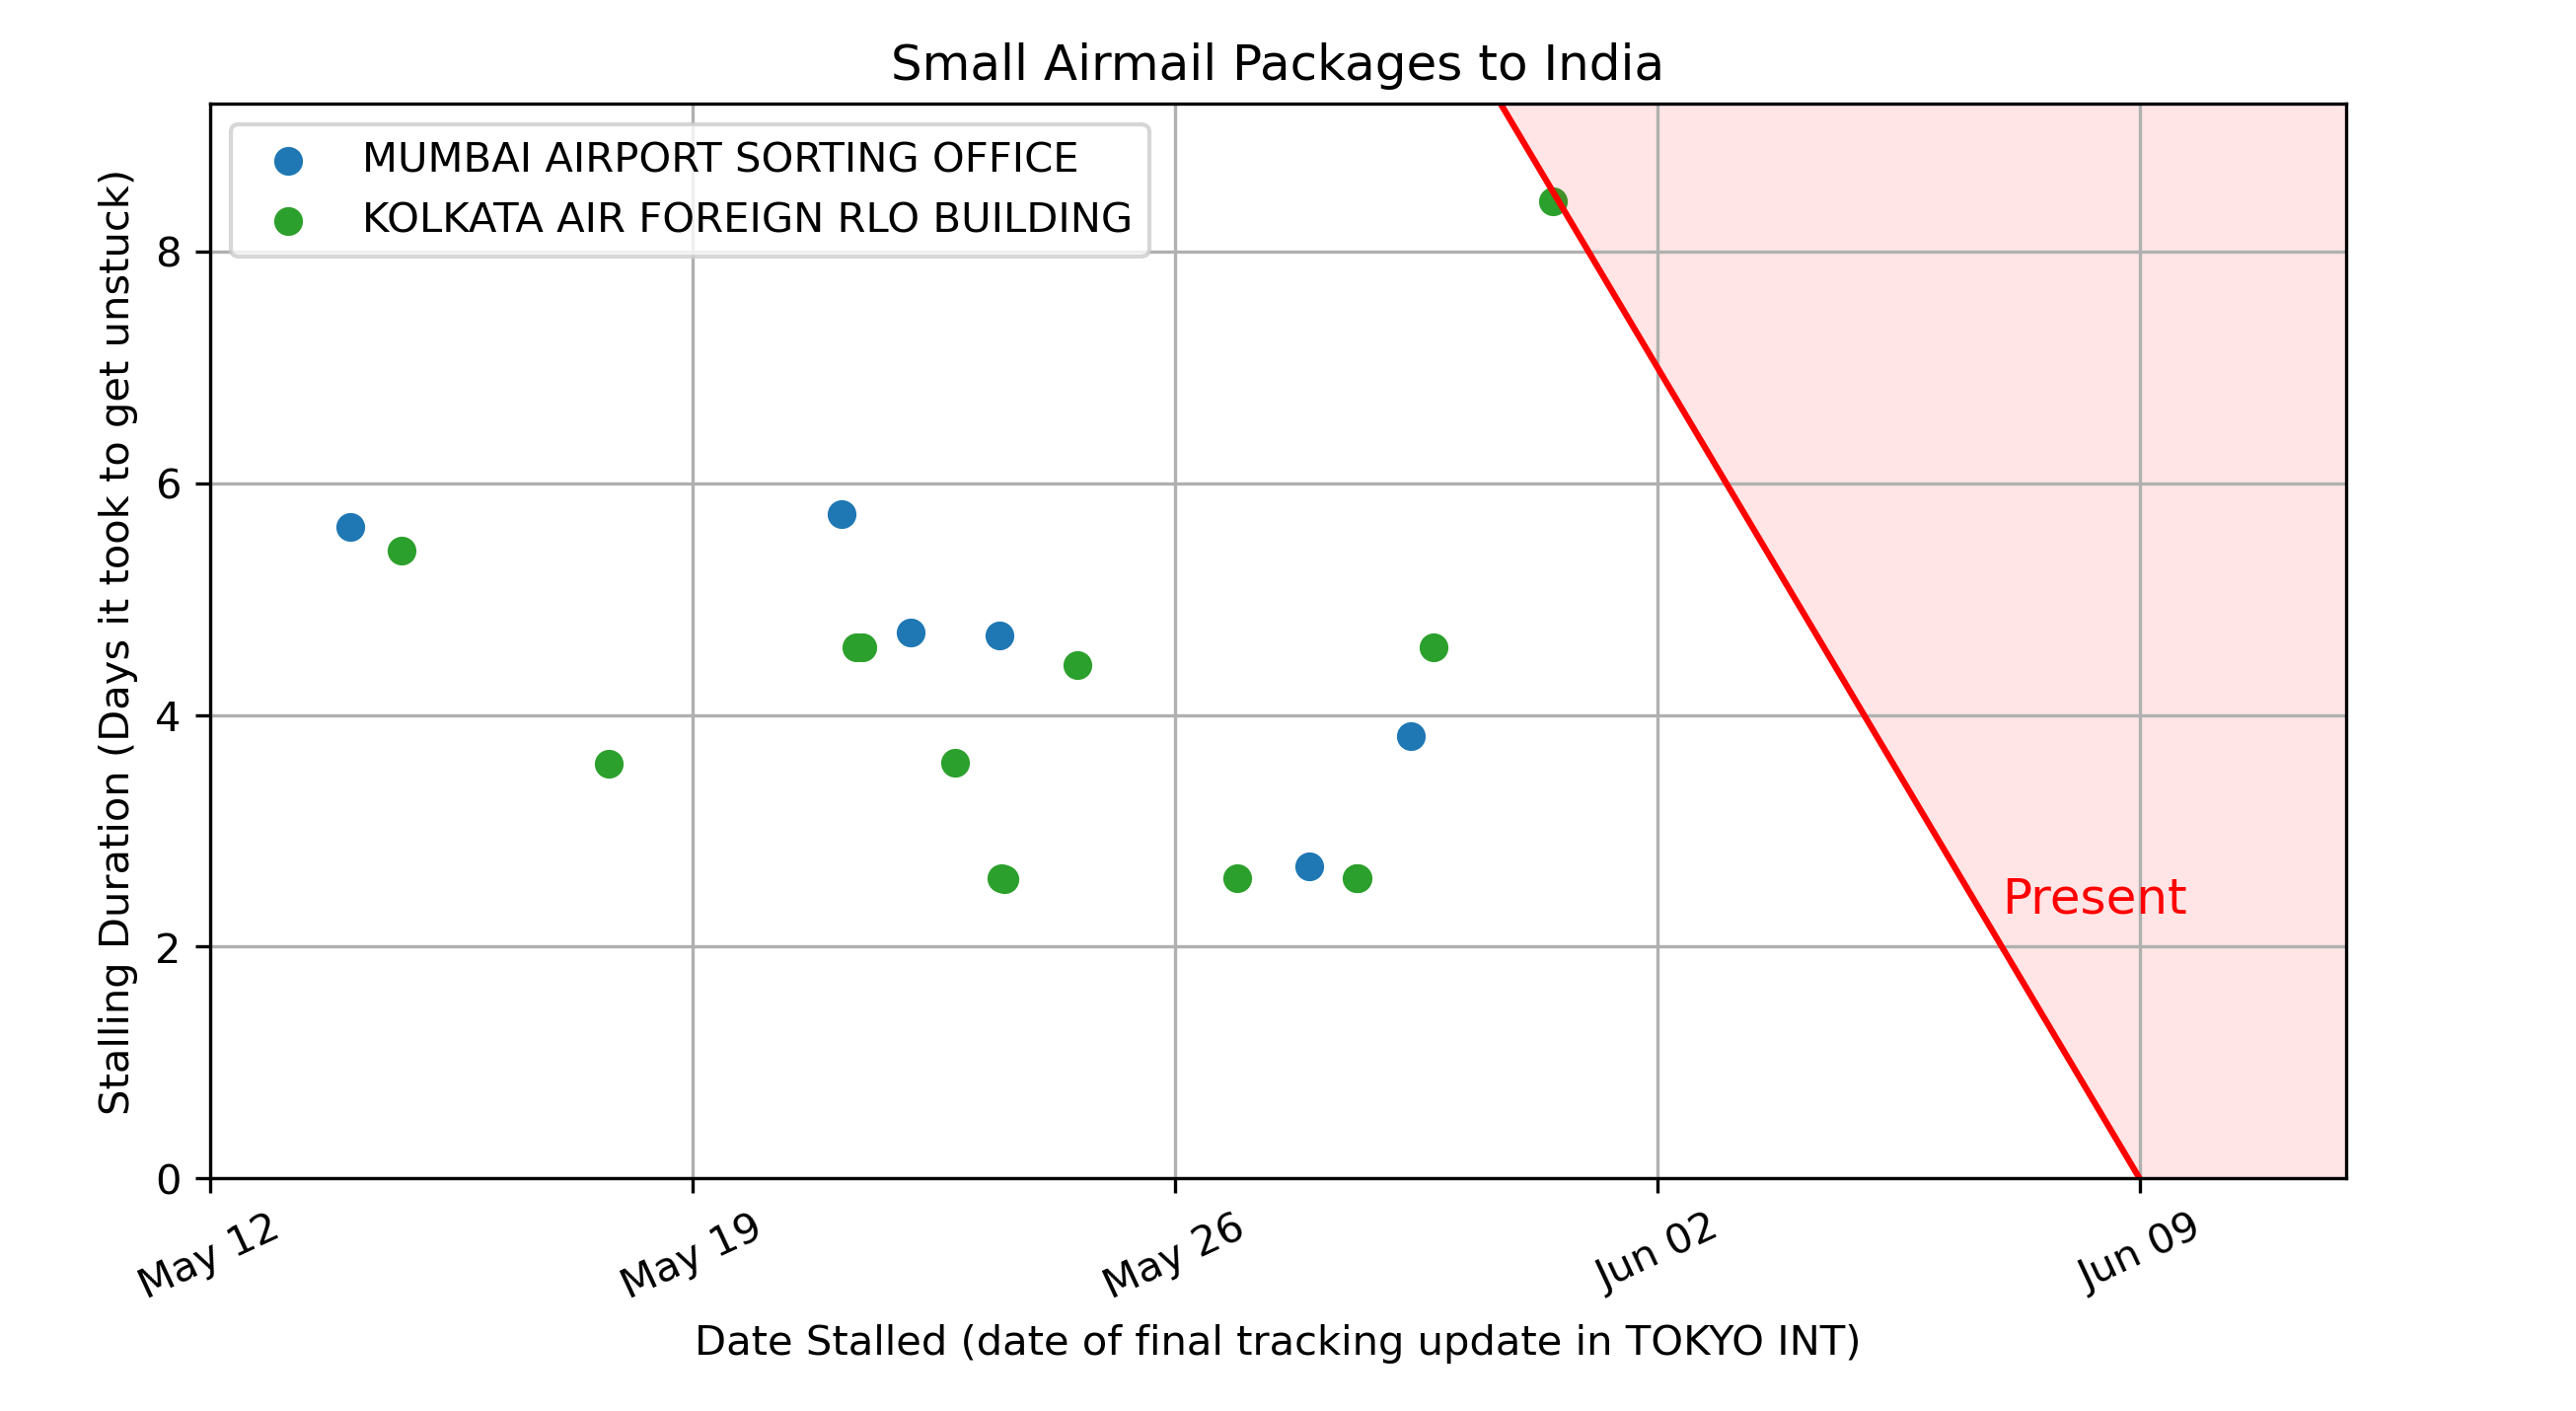 Small Airmail Packages to India
MUMBAI AIRPORT SORTING OFFICE
KOLKATA AIR FOREIGN RLO BUILDING
Stalling Duration (Days it took to get unstuck)
8
6
4
2
0
Present
May 12
May 19
May 26
Jun 02
Jun 09
Date Stalled (date of final tracking update in TOKYO INT)